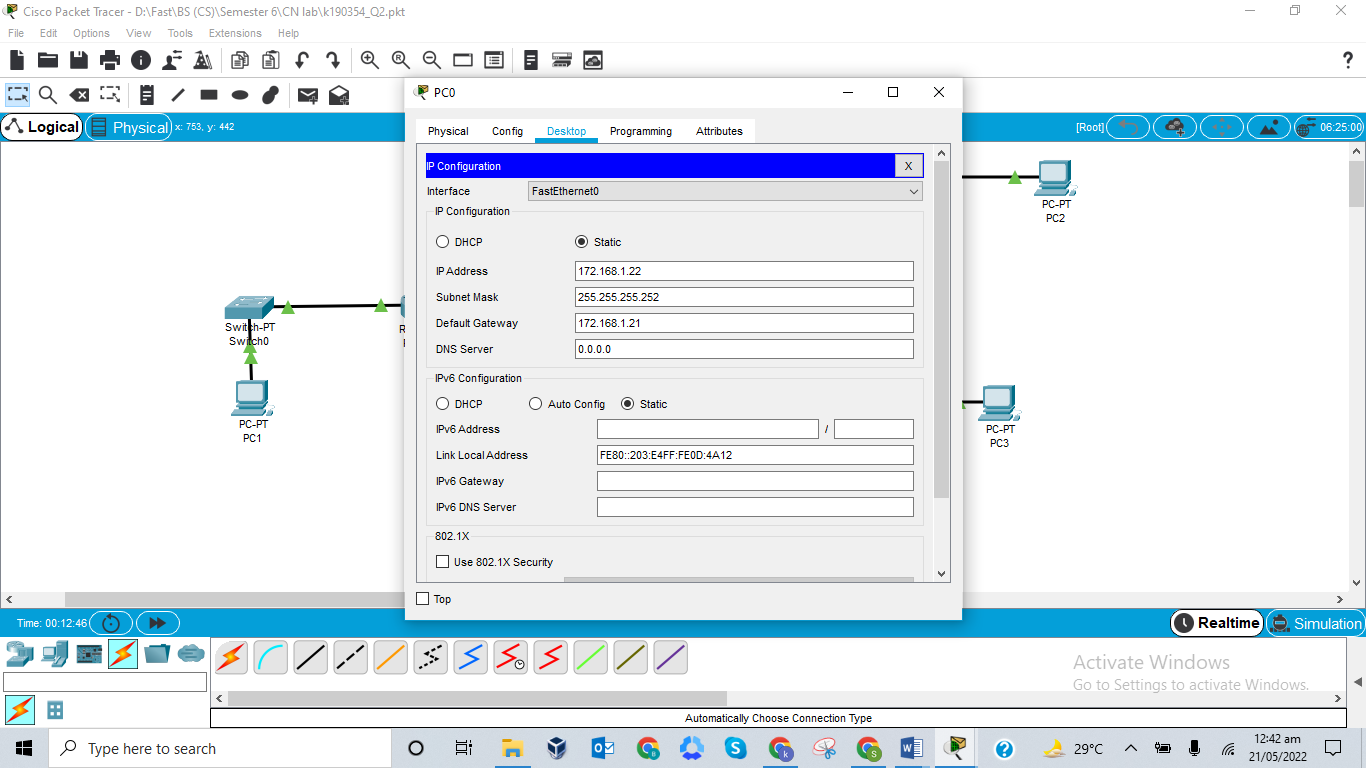 Cisco Packet Tracer - D:\Fast\BS (CS)\Semester 6\CN lab\k190354_Q2.pkt
File Edit Options View Tools Extensions Help
PC0
Physical Config Desktop Programming Attributes
Logical Physical x: 753, y: 442
[Root] 06:25:00
IP Configuration X
Interface FastEthernet0
IP Configuration
DHCP Static
IP Address 172.168.1.22
Subnet Mask 255.255.255.252
Default Gateway 172.168.1.21
DNS Server 0.0.0.0
IPv6 Configuration
DHCP Auto Config Static
IPv6 Address /
Link Local Address FE80::203:E4FF:FE0D:4A12
IPv6 Gateway
IPv6 DNS Server
802.1X
Use 802.1X Security
Top
Switch-PT
Switch0
PC-PT
PC1
PC-PT
PC2
PC-PT
PC3
Time: 00:12:46 Realtime Simulation
Activate Windows
Go to Settings to activate Windows.
Automatically Choose Connection Type
Type here to search
29°C
12:42 am
21/05/2022